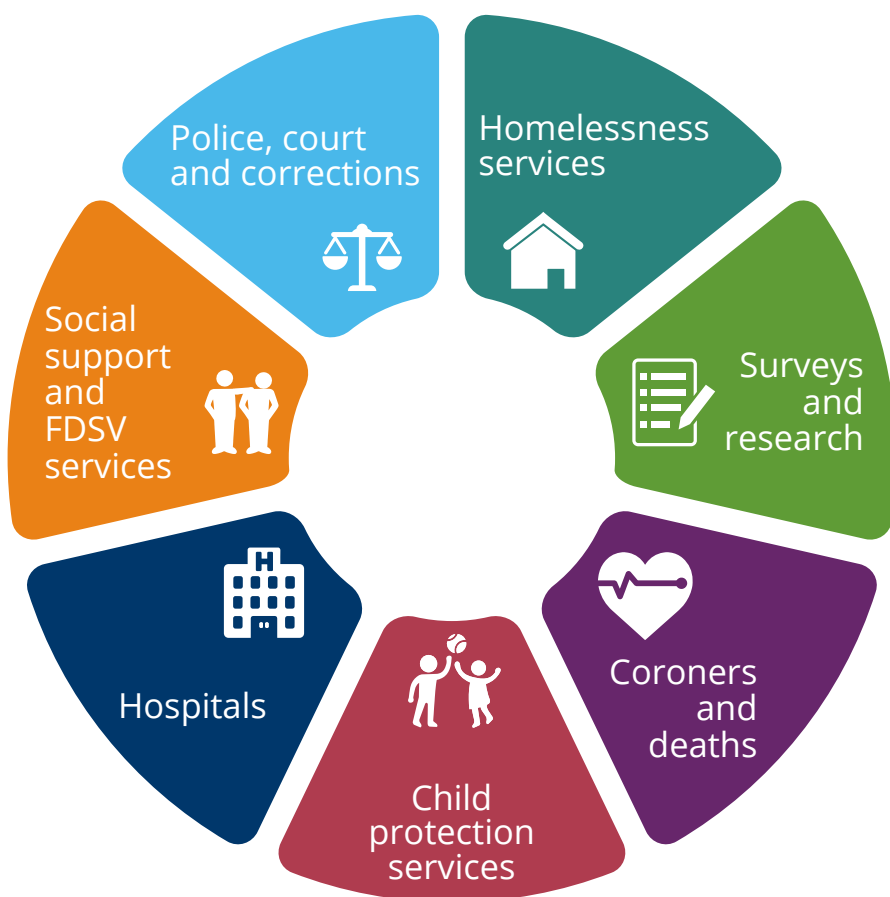 Police, court
and corrections
Homelessness
services
Surveys
and
research
Coroners
and
deaths
Child
protection
services
Hospitals
H
Social
support
and
FDSV
services